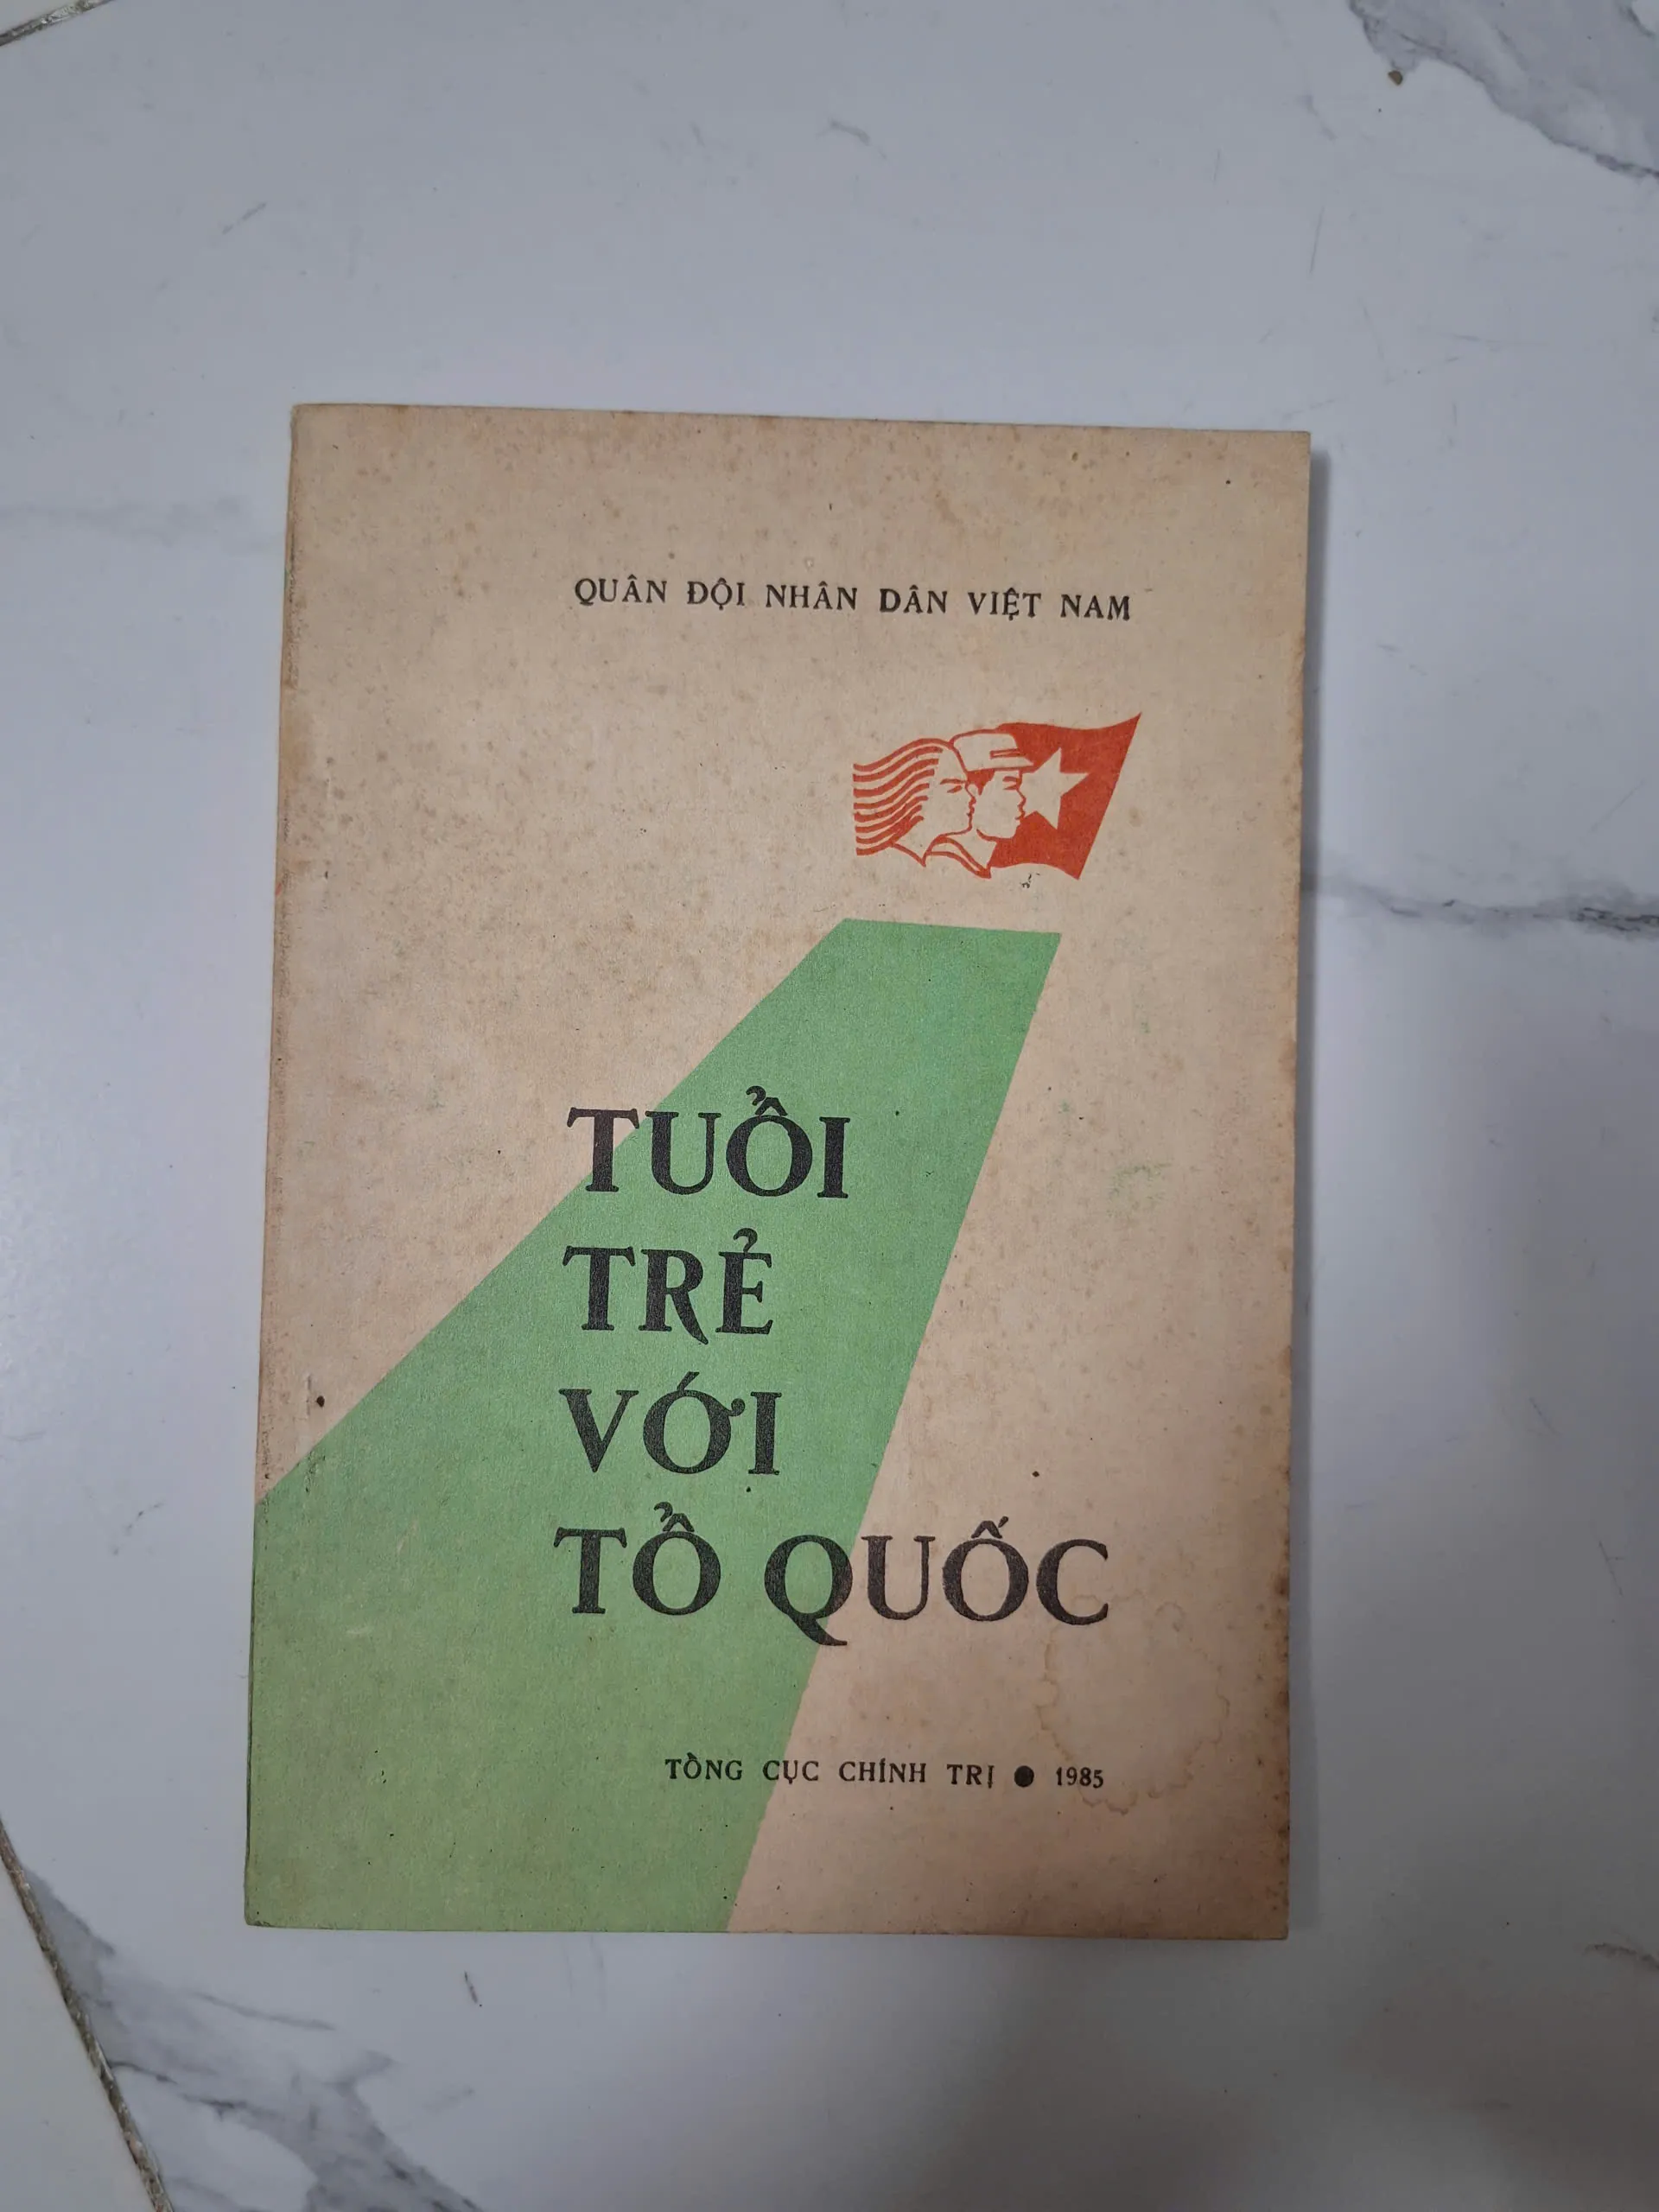 QUÂN ĐỘI NHÂN DÂN VIỆT NAM
TUỔI
TRẺ
VỚI
TỔ QUỐC
TỔNG CỤC CHÍNH TRỊ ● 1985